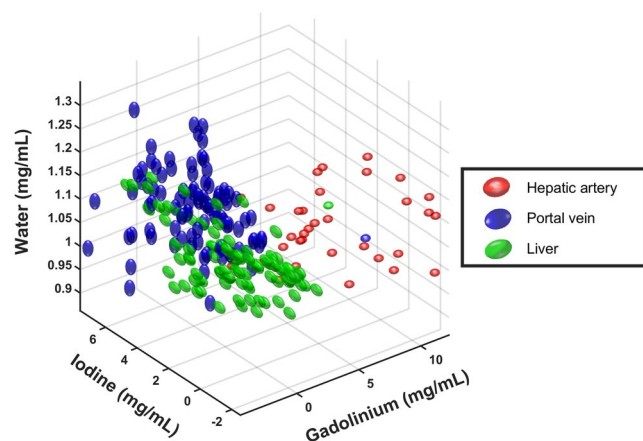 Water (mg/mL)
1.3
1.25
1.2
1.15
1.1
1.05
1
0.95
0.9
6
4
2
0
-2
Iodine (mg/mL)
0
5
10
Gadolinium (mg/mL)
Hepatic artery
Portal vein
Liver